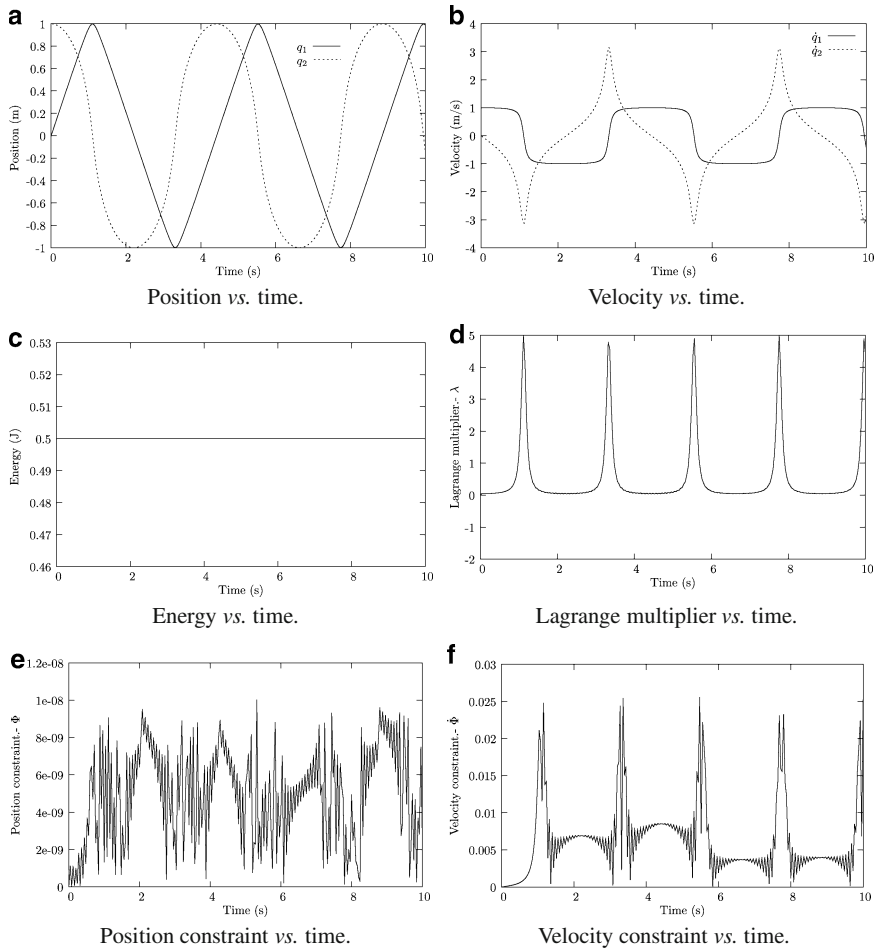 a
1
0.8
0.6
0.4
0.2
0
-0.2
-0.4
-0.6
-0.8
-1
0 2 4 6 8 10
Position (m)
Time (s)
q1
q2
Position vs. time.
b
4
3
2
1
0
-1
-2
-3
-4
0 2 4 6 8 10
Velocity (m/s)
Time (s)
q̇1
q̇2
Velocity vs. time.
c
0.53
0.52
0.51
0.5
0.49
0.48
0.47
0.46
0 2 4 6 8 10
Energy (J)
Time (s)
Energy vs. time.
d
5
4
3
2
1
0
-1
-2
0 2 4 6 8 10
Lagrange multiplier.- λ
Time (s)
Lagrange multiplier vs. time.
e
1.2e-08
1e-08
8e-09
6e-09
4e-09
2e-09
0
0 2 4 6 8 10
Position constraint.- Φ
Time (s)
Position constraint vs. time.
f
0.03
0.025
0.02
0.015
0.01
0.005
0
0 2 4 6 8 10
Velocity constraint.- Φ̇
Time (s)
Velocity constraint vs. time.